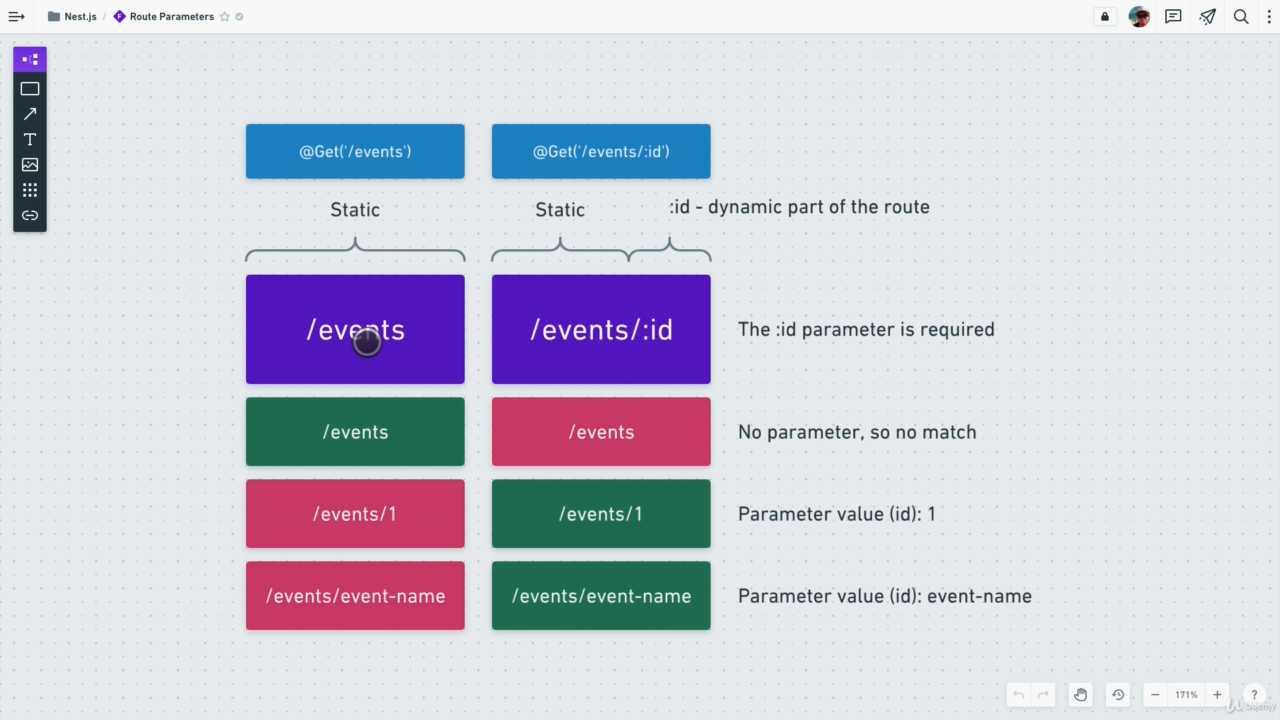 Nest.js / Route Parameters
@Get('/events')
@Get('/events/:id')
Static
Static
:id - dynamic part of the route
/events
/events/:id
The :id parameter is required
/events
/events
No parameter, so no match
/events/1
/events/1
Parameter value (id): 1
/events/event-name
/events/event-name
Parameter value (id): event-name
171%
?
Udemy